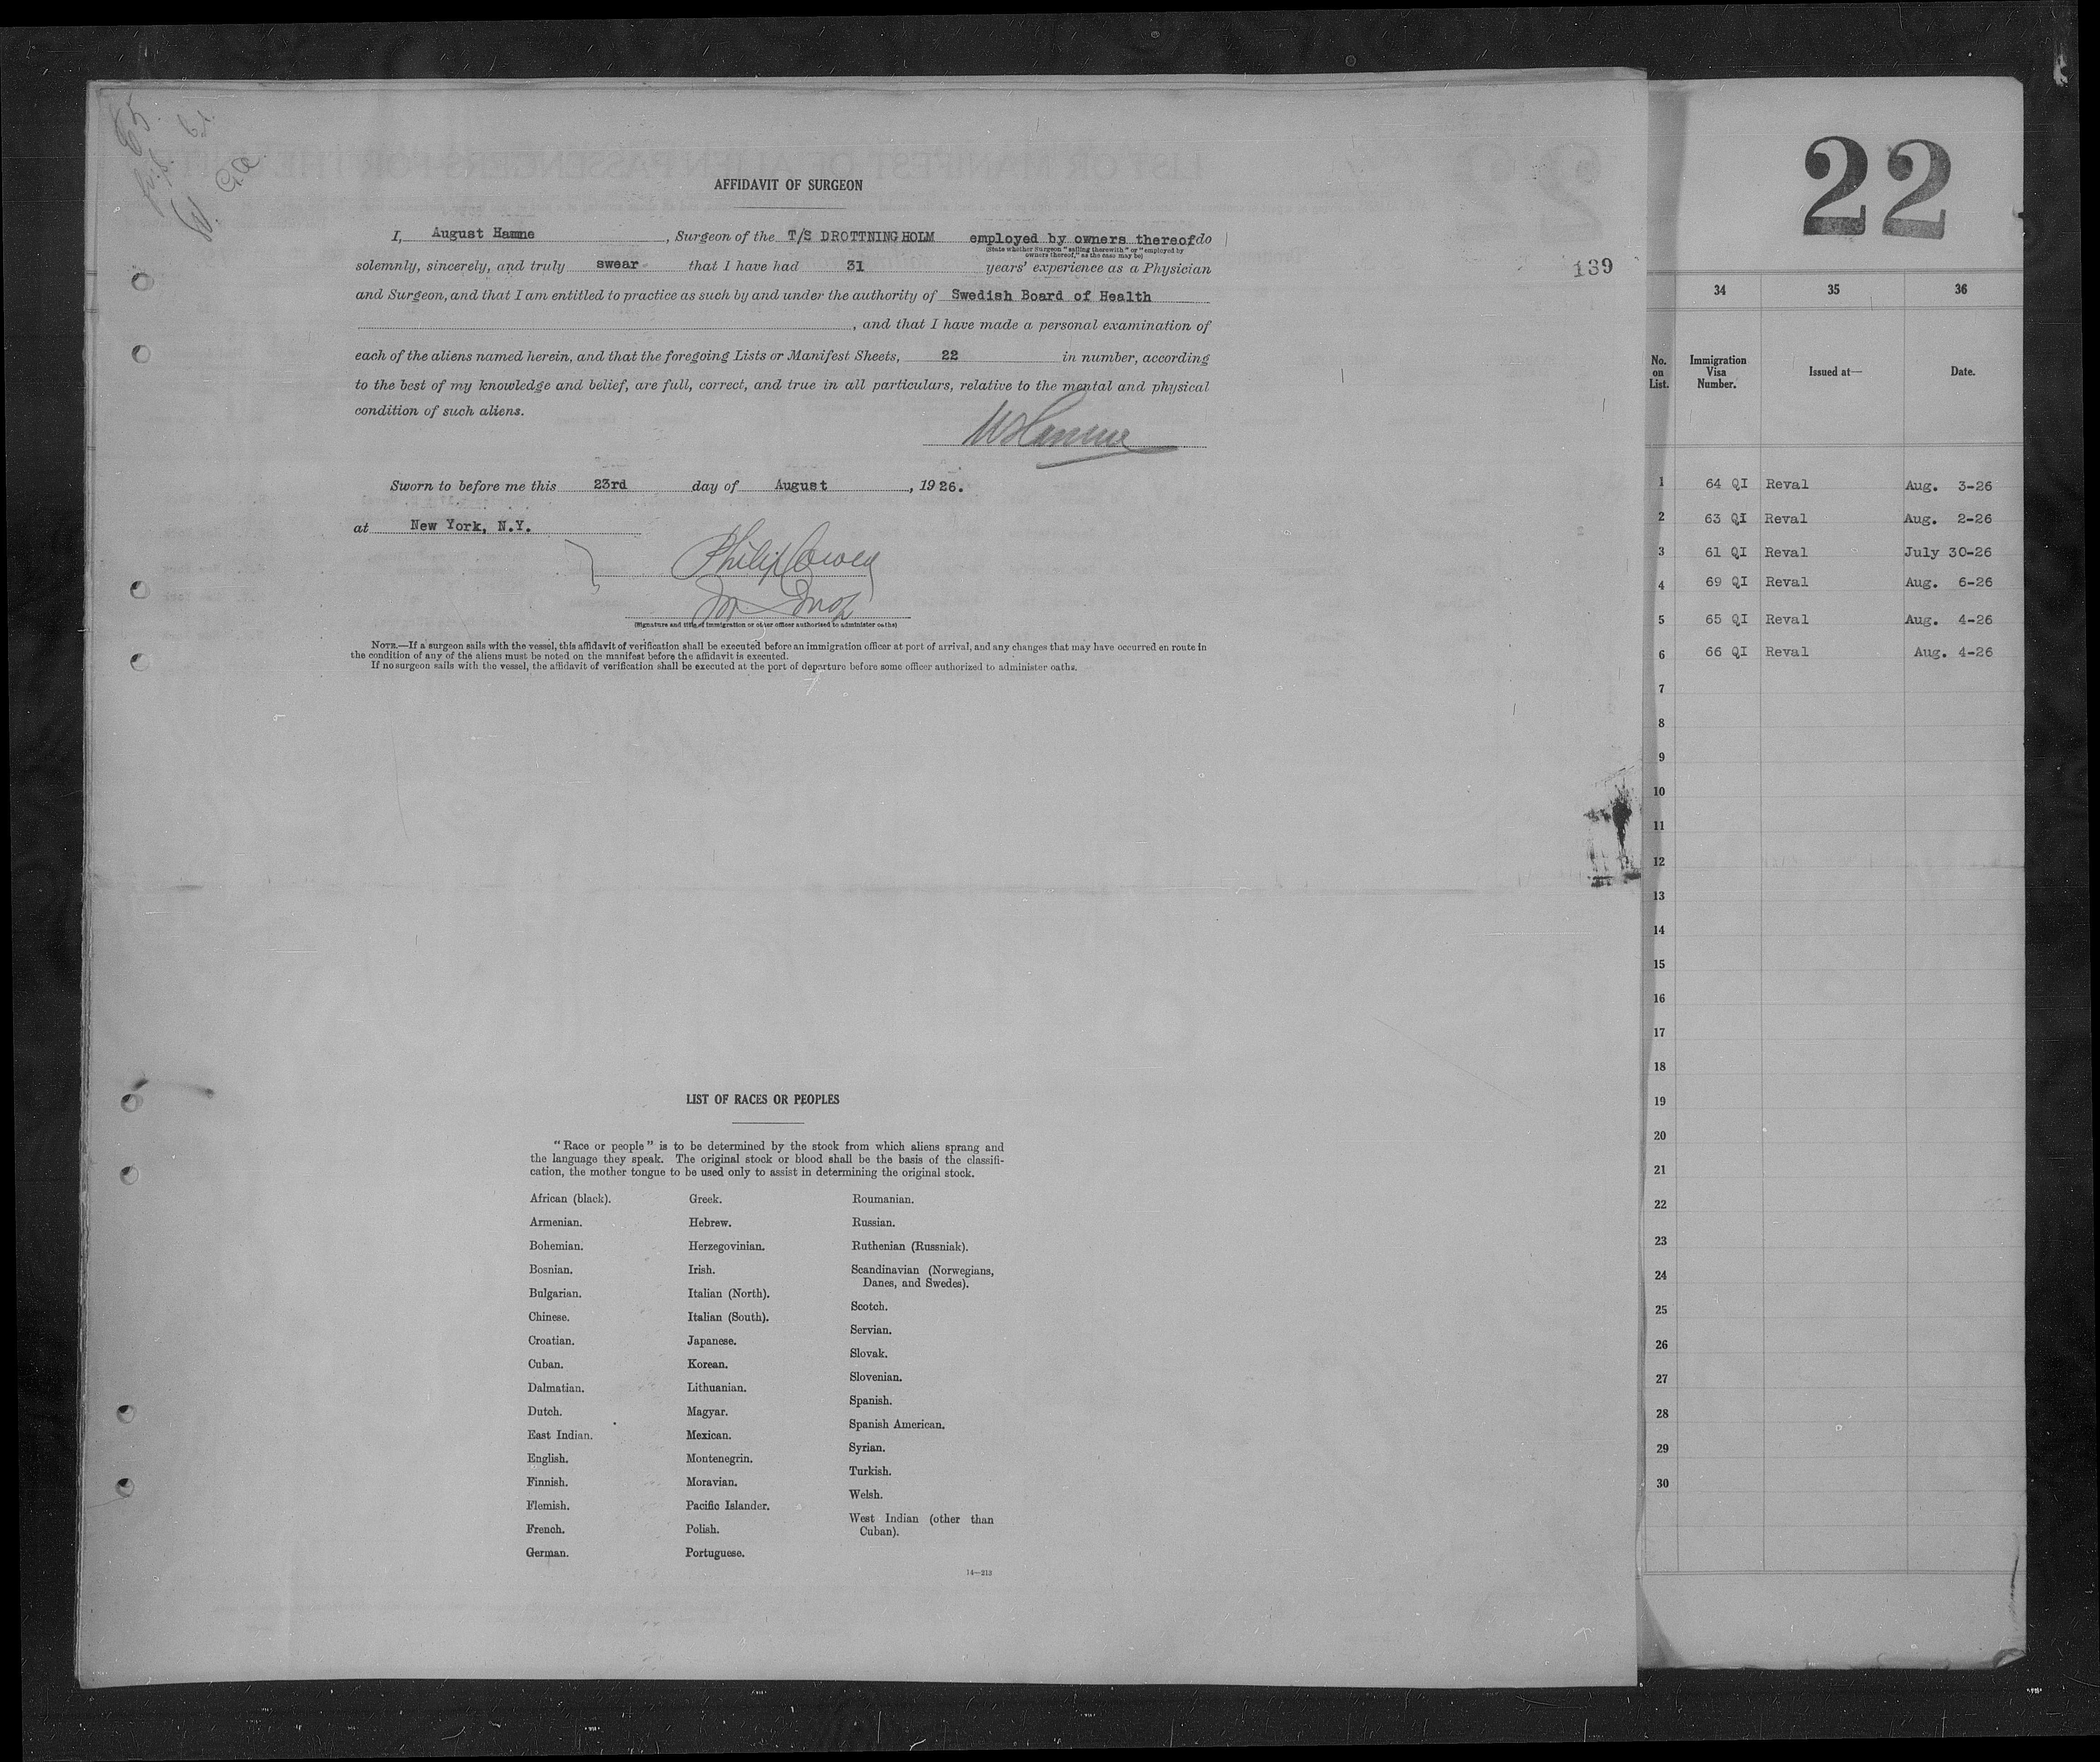 AFFIDAVIT OF SURGEON
I, August Hamne, Surgeon of the T/S DROTTNINGHOLM employed by owners thereof do
(State whether Surgeon "sailing therewith" or "employed by
owners thereof," as the case may be)
solemnly, sincerely, and truly swear that I have had 31 years' experience as a Physician
and Surgeon, and that I am entitled to practice as such by and under the authority of Swedish Board of Health
, and that I have made a personal examination of
each of the aliens named herein, and that the foregoing Lists or Manifest Sheets, 22 in number, according
to the best of my knowledge and belief, are full, correct, and true in all particulars, relative to the mental and physical
condition of such aliens.
Sworn to before me this 23rd day of August, 1926.
at New York, N.Y.
Philip Cowen
(Signature and title of immigration or other officer authorized to administer oaths)
NOTE.—If a surgeon sails with the vessel, this affidavit of verification shall be executed before an immigration officer at port of arrival, and any changes that may have occurred en route in
the condition of any of the aliens must be noted on the manifest before the affidavit is executed.
If no surgeon sails with the vessel, the affidavit of verification shall be executed at the port of departure before some officer authorized to administer oaths.
LIST OF RACES OR PEOPLES
"Race or people" is to be determined by the stock from which aliens sprang and
the language they speak. The original stock or blood shall be the basis of the classifi-
cation, the mother tongue to be used only to assist in determining the original stock.
African (black).
Armenian.
Bohemian.
Bosnian.
Bulgarian.
Chinese.
Croatian.
Cuban.
Dalmatian.
Dutch.
East Indian.
English.
Finnish.
Flemish.
French.
German.
Greek.
Hebrew.
Herzegovinian.
Irish.
Italian (North).
Italian (South).
Japanese.
Korean.
Lithuanian.
Magyar.
Mexican.
Montenegrin.
Moravian.
Pacific Islander.
Polish.
Portuguese.
Roumanian.
Russian.
Ruthenian (Russniak).
Scandinavian (Norwegians,
Danes, and Swedes).
Scotch.
Servian.
Slovak.
Slovenian.
Spanish.
Spanish American.
Syrian.
Turkish.
Welsh.
West Indian (other than
Cuban).
14—213
139
22
34 35 36
No. on List. Immigration Visa Number. Issued at— Date.
1 64 QI Reval Aug. 3-26
2 63 QI Reval Aug. 2-26
3 61 QI Reval July 30-26
4 69 QI Reval Aug. 6-26
5 65 QI Reval Aug. 4-26
6 66 QI Reval Aug. 4-26
7
8
9
10
11
12
13
14
15
16
17
18
19
20
21
22
23
24
25
26
27
28
29
30